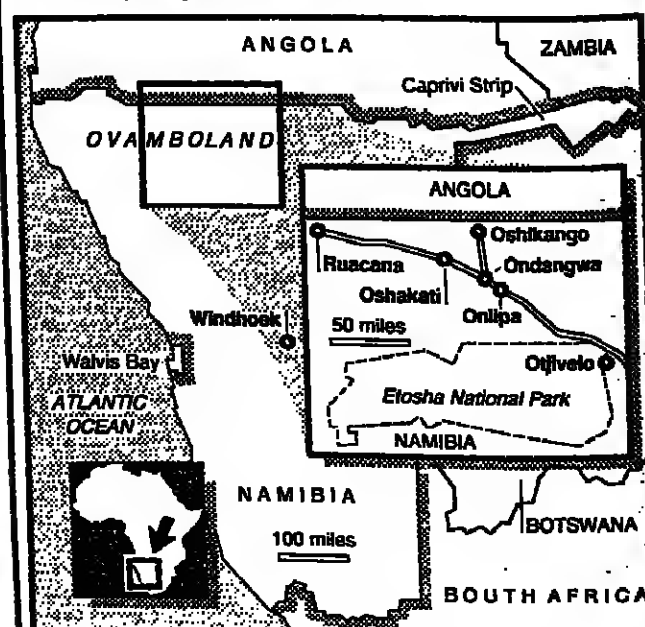 ANGOLA
ZAMBIA
Caprivi Strip
OVAMBOLAND
ANGOLA
Oshikango
Ruacana
Ondangwa
Oshakati
Onlipa
Windhoek
50 miles
Walvis Bay
Otjivelo
ATLANTIC
OCEAN
Etosha National Park
NAMIBIA
NAMIBIA
100 miles
BOTSWANA
SOUTH AFRICA